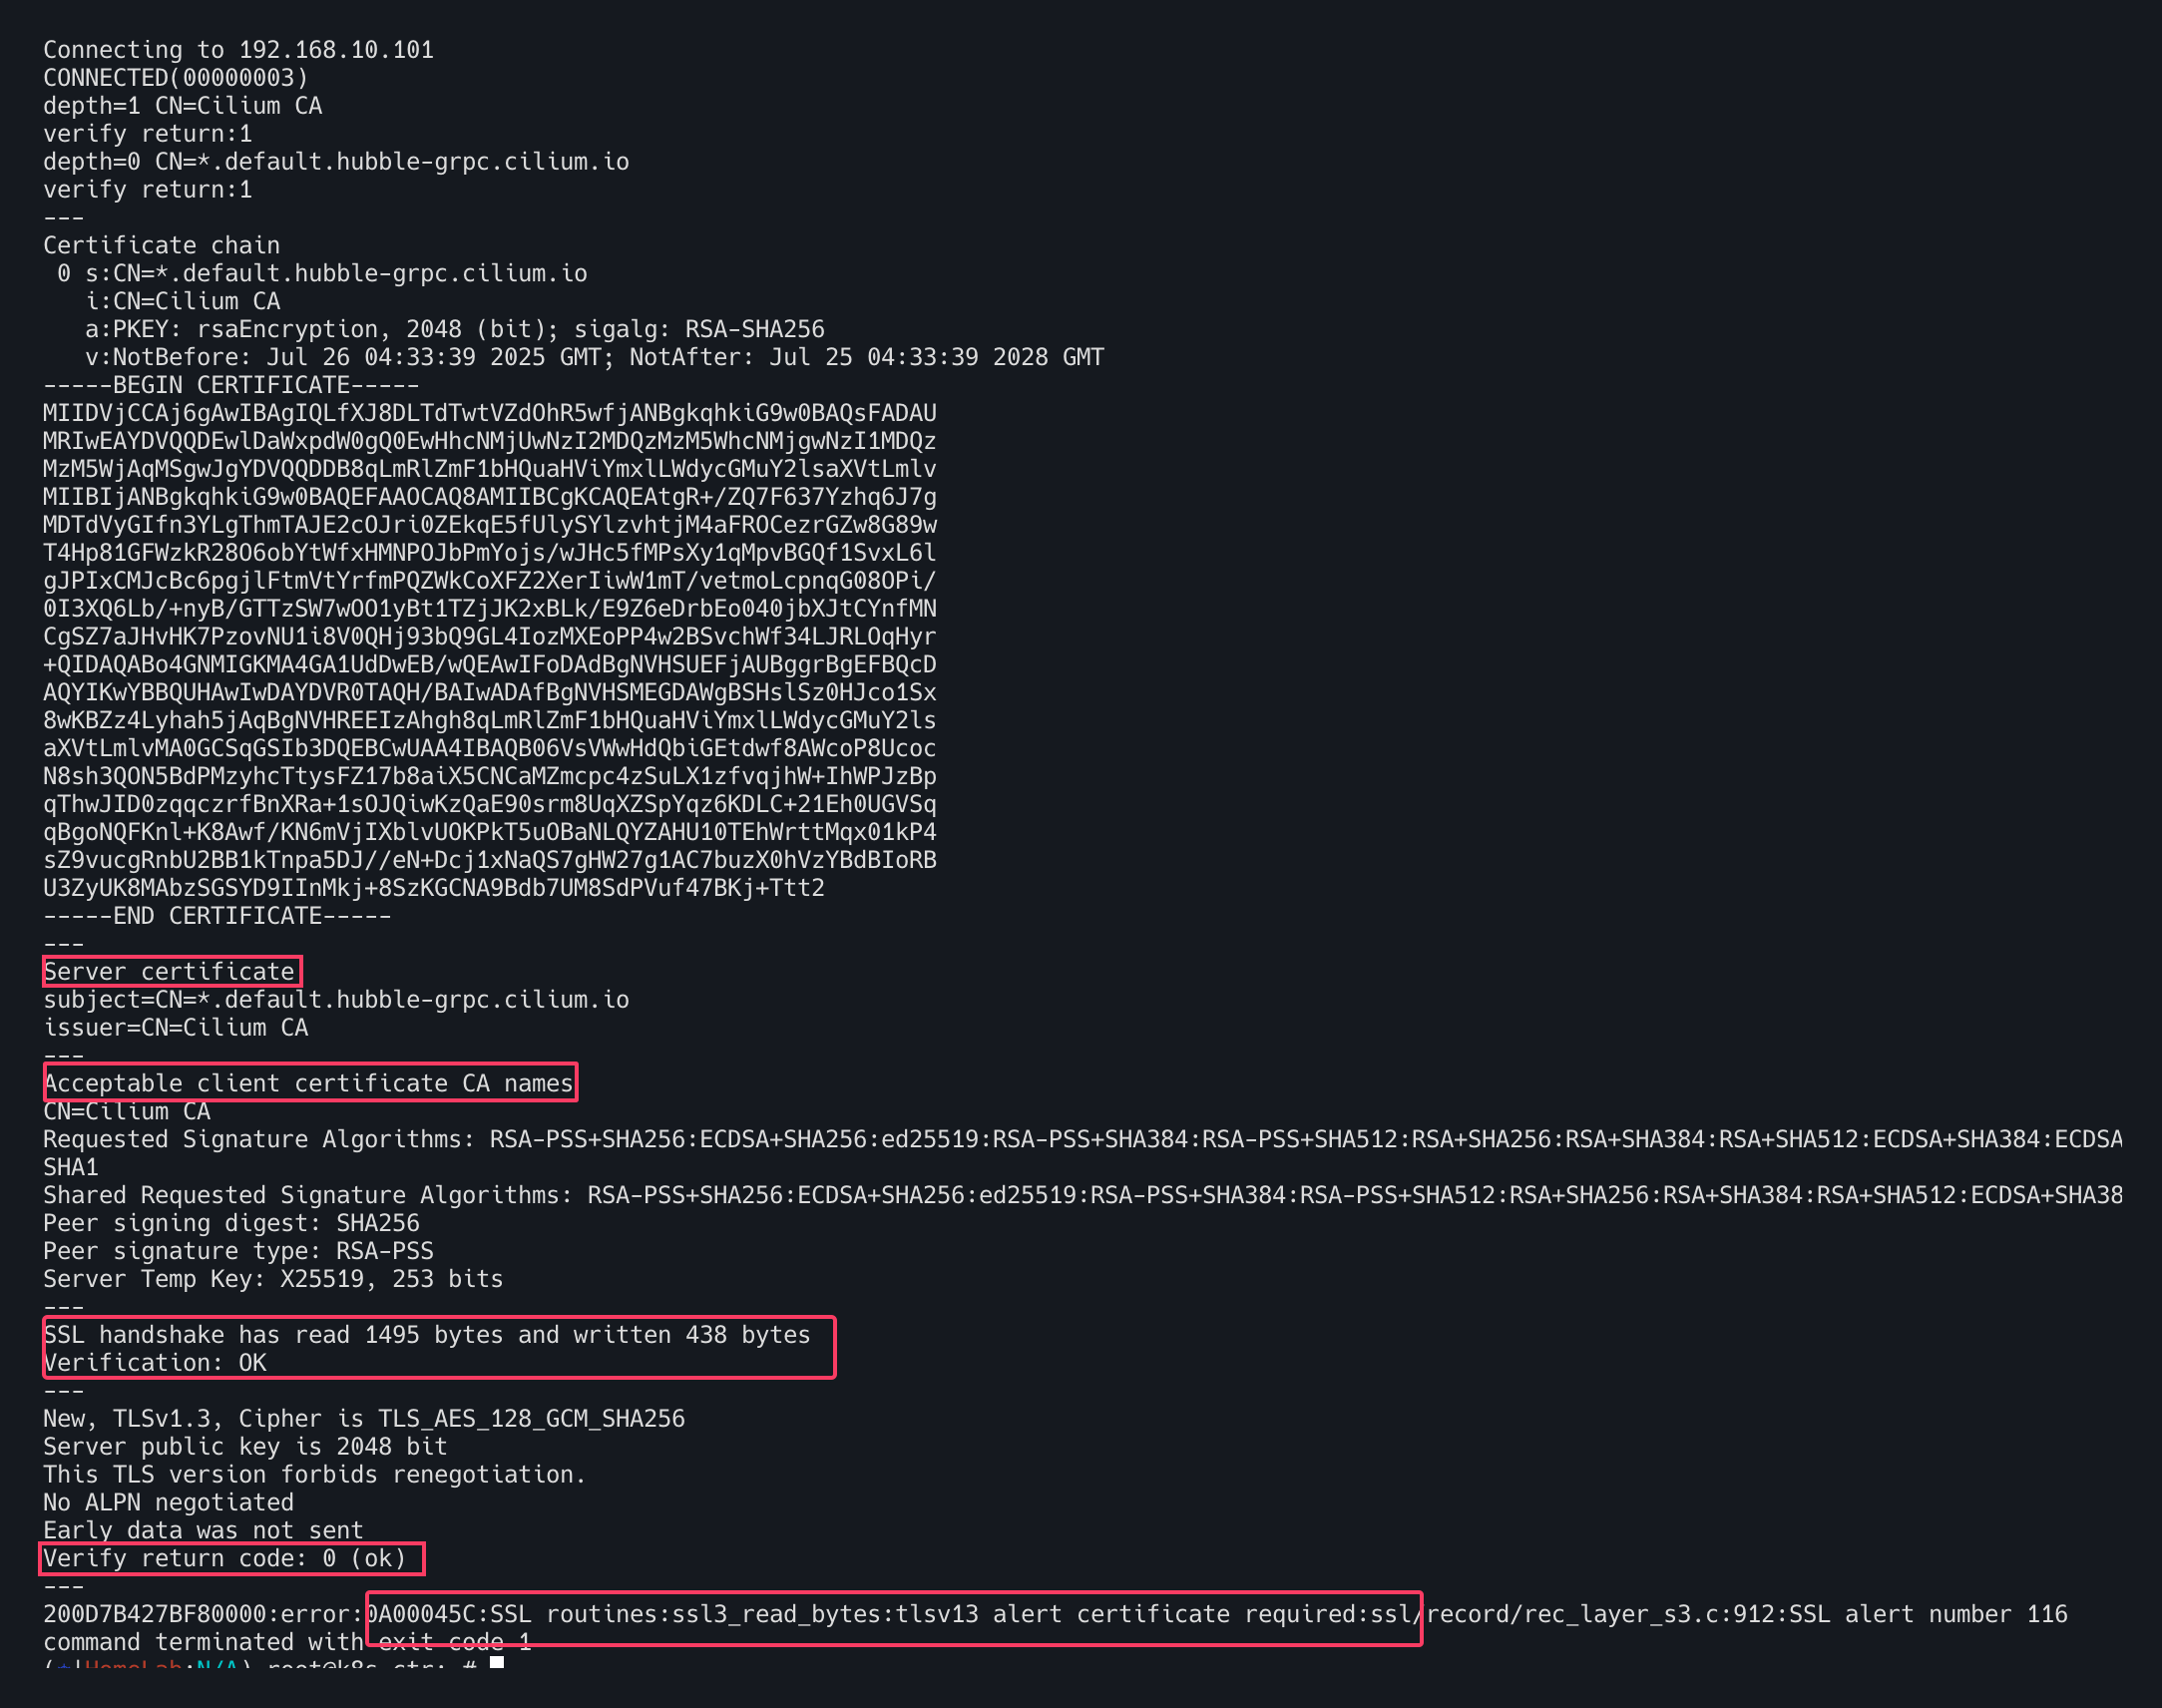 Connecting to 192.168.10.101
CONNECTED(00000003)
depth=1 CN=Cilium CA
verify return:1
depth=0 CN=*.default.hubble-grpc.cilium.io
verify return:1
---
Certificate chain
 0 s:CN=*.default.hubble-grpc.cilium.io
   i:CN=Cilium CA
   a:PKEY: rsaEncryption, 2048 (bit); sigalg: RSA-SHA256
   v:NotBefore: Jul 26 04:33:39 2025 GMT; NotAfter: Jul 25 04:33:39 2028 GMT
-----BEGIN CERTIFICATE-----
MIIDVjCCAj6gAwIBAgIQLfXJ8DLTdTwtVZdOhR5wfjANBgkqhkiG9w0BAQsFADAU
MRIwEAYDVQQDEwlDaWxpdW0gQ0EwHhcNMjUwNzI2MDQzMzM5WhcNMjgwNzI1MDQz
MzM5WjAqMSgwJgYDVQQDDB8qLmRlZmF1bHQuaHViYmxlLWdycGMuY2lsaXVtLmlv
MIIBIjANBgkqhkiG9w0BAQEFAAOCAQ8AMIIBCgKCAQEAtgR+/ZQ7F637Yzhq6J7g
MDTdVyGIfn3YLgThmTAJE2cOJri0ZEkqE5fUlySYlzvhtjM4aFROCezrGZw8G89w
T4Hp81GFWzkR28O6obYtWfxHMNPOJbPmYojs/wJHc5fMPsXy1qMpvBGQf1SvxL6l
gJPIxCMJcBc6pgjlFtmVtYrfmPQZWkCoXFZ2XerIiwW1mT/vetmoLcpnqG08OPi/
0I3XQ6Lb/+nyB/GTTzSW7wOO1yBt1TZjJK2xBLk/E9Z6eDrbEo040jbXJtCYnfMN
CgSZ7aJHvHK7PzovNU1i8V0QHj93bQ9GL4IozMXEoPP4w2BSvchWf34LJRLOqHyr
+QIDAQABo4GNMIGKMA4GA1UdDwEB/wQEAwIFoDAdBgNVHSUEFjAUBggrBgEFBQcD
AQYIKwYBBQUHAwIwDAYDVR0TAQH/BAIwADAfBgNVHSMEGDAWgBSHslSz0HJco1Sx
8wKBZz4Lyhah5jAqBgNVHREEIzAhgh8qLmRlZmF1bHQuaHViYmxlLWdycGMuY2ls
aXVtLmlvMA0GCSqGSIb3DQEBCwUAA4IBAQB06VsVWwHdQbiGEtdwf8AWcoP8Ucoc
N8sh3QON5BdPMzyhcTtysFZ17b8aiX5CNCaMZmcpc4zSuLX1zfvqjhW+IhWPJzBp
qThwJID0zqqczrfBnXRa+1sOJQiwKzQaE90srm8UqXZSpYqz6KDLC+21Eh0UGVSq
qBgoNQFKnl+K8Awf/KN6mVjIXblvUOKPkT5uOBaNLQYZAHU10TEhWrttMqx01kP4
sZ9vucgRnbU2BB1kTnpa5DJ//eN+Dcj1xNaQS7gHW27g1AC7buzX0hVzYBdBIoRB
U3ZyUK8MAbzSGSYD9IInMkj+8SzKGCNA9Bdb7UM8SdPVuf47BKj+Ttt2
-----END CERTIFICATE-----
---
Server certificate
subject=CN=*.default.hubble-grpc.cilium.io
issuer=CN=Cilium CA
---
Acceptable client certificate CA names
CN=Cilium CA
Requested Signature Algorithms: RSA-PSS+SHA256:ECDSA+SHA256:ed25519:RSA-PSS+SHA384:RSA-PSS+SHA512:RSA+SHA256:RSA+SHA384:RSA+SHA512:ECDSA+SHA384:ECDSA
SHA1
Shared Requested Signature Algorithms: RSA-PSS+SHA256:ECDSA+SHA256:ed25519:RSA-PSS+SHA384:RSA-PSS+SHA512:RSA+SHA256:RSA+SHA384:RSA+SHA512:ECDSA+SHA38
Peer signing digest: SHA256
Peer signature type: RSA-PSS
Server Temp Key: X25519, 253 bits
---
SSL handshake has read 1495 bytes and written 438 bytes
Verification: OK
---
New, TLSv1.3, Cipher is TLS_AES_128_GCM_SHA256
Server public key is 2048 bit
This TLS version forbids renegotiation.
No ALPN negotiated
Early data was not sent
Verify return code: 0 (ok)
---
200D7B427BF80000:error:0A00045C:SSL routines:ssl3_read_bytes:tlsv13 alert certificate required:ssl/record/rec_layer_s3.c:912:SSL alert number 116
command terminated with exit code 1
HomeLab:N/A) root@k8s-ctr:~#